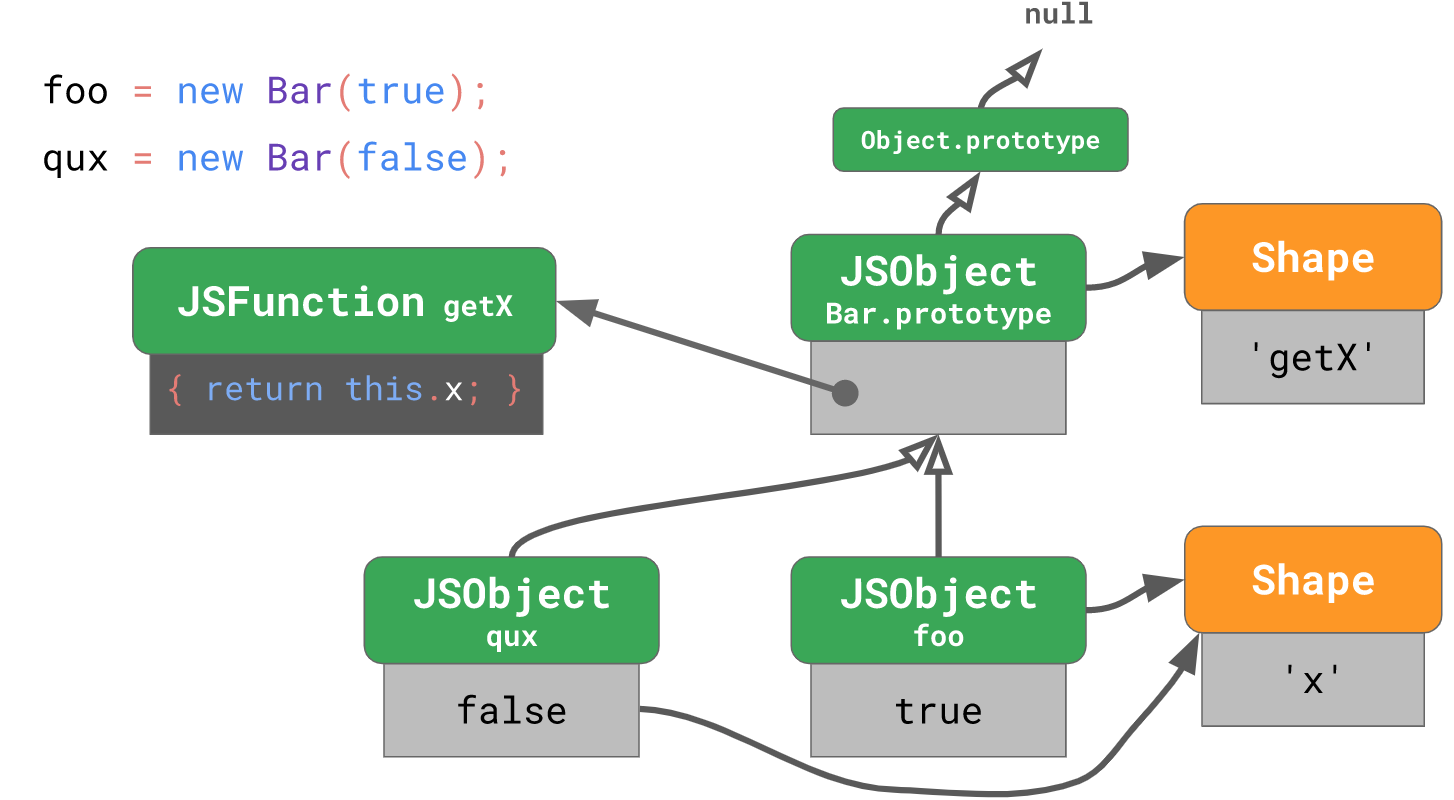 null
foo = new Bar(true);
qux = new Bar(false);
Object.prototype
JSFunction getX
{ return this.x; }
JSObject
Bar.prototype
Shape
'getX'
JSObject
qux
false
JSObject
foo
true
Shape
'x'